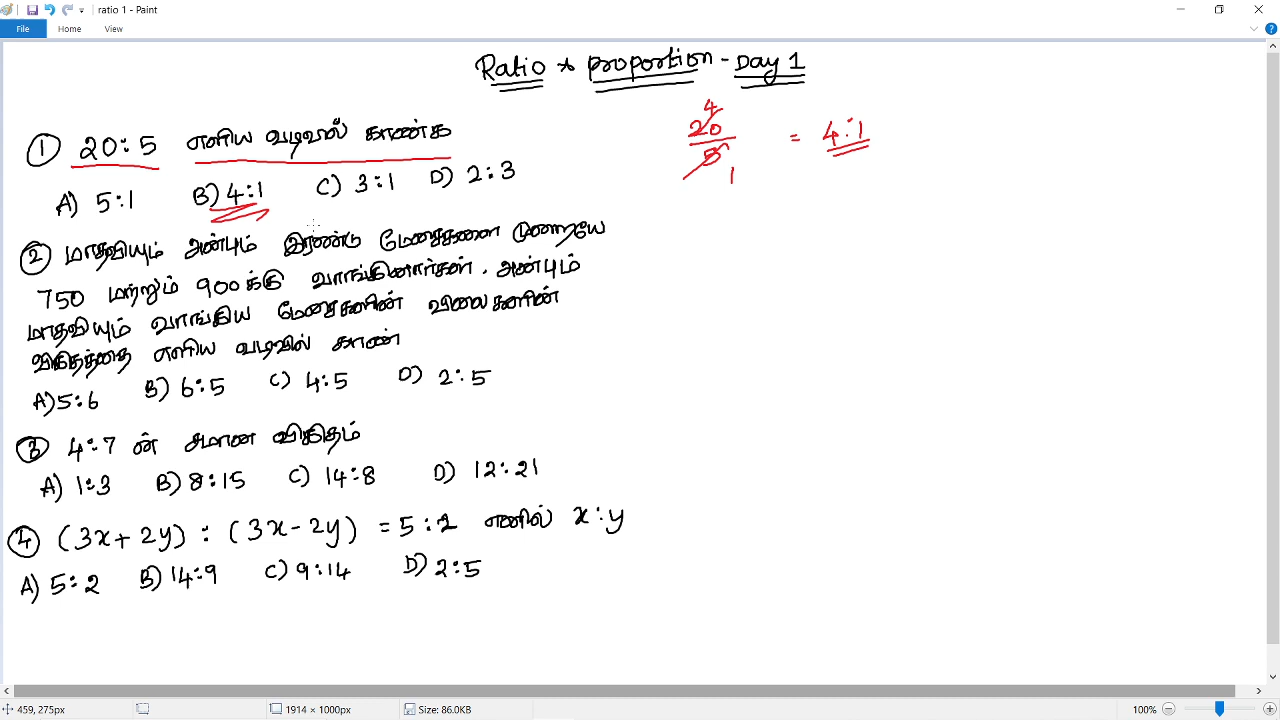 ratio 1 - Paint
File Home View
Ratio & proportion - Day 1
① 20:5 எளிய வடிவில் காண்க
20/5 = 4:1
4
1
A) 5:1 B) 4:1 C) 3:1 D) 2:3
② மாதவியும் அன்பும் இரண்டு மேசைகளை முறையே
750 மற்றும் 900க்கு வாங்கினார்கள். அன்பும்
மாதவியும் வாங்கிய மேசைகளின் விலைகளின்
விகிதத்தை எளிய வடிவில் காண்
A) 5:6 B) 6:5 C) 4:5 D) 2:5
③ 4:7 ன் சமான விகிதம்
A) 1:3 B) 8:15 C) 14:8 D) 12:21
④ (3x+2y) : (3x-2y) = 5:2 எனில் x:y
A) 5:2 B) 14:9 C) 9:14 D) 2:5
459, 275px 1914 × 1000px Size: 86.0KB 100%